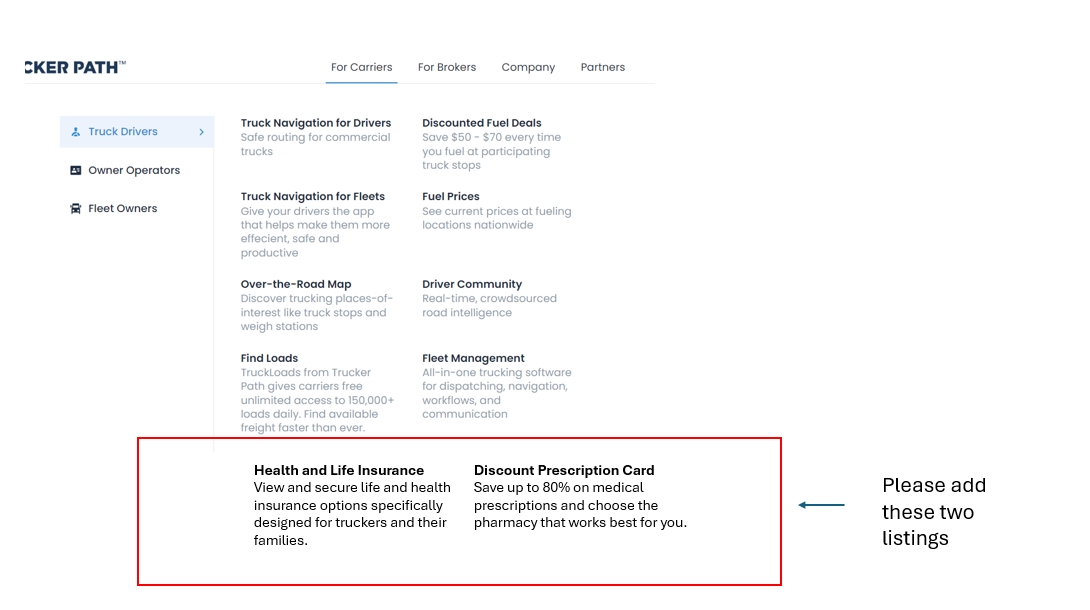 CKER PATH™
For Carriers
For Brokers
Company
Partners
Truck Drivers
Owner Operators
Fleet Owners
Truck Navigation for Drivers
Safe routing for commercial
trucks
Discounted Fuel Deals
Save $50 - $70 every time
you fuel at participating
truck stops
Truck Navigation for Fleets
Give your drivers the app
that helps make them more
effecient, safe and
productive
Fuel Prices
See current prices at fueling
locations nationwide
Over-the-Road Map
Discover trucking places-of-
interest like truck stops and
weigh stations
Driver Community
Real-time, crowdsourced
road intelligence
Find Loads
TruckLoads from Trucker
Path gives carriers free
unlimited access to 150,000+
loads daily. Find available
freight faster than ever.
Fleet Management
All-in-one trucking software
for dispatching, navigation,
workflows, and
communication
Health and Life Insurance
View and secure life and health
insurance options specifically
designed for truckers and their
families.
Discount Prescription Card
Save up to 80% on medical
prescriptions and choose the
pharmacy that works best for you.
Please add
these two
listings